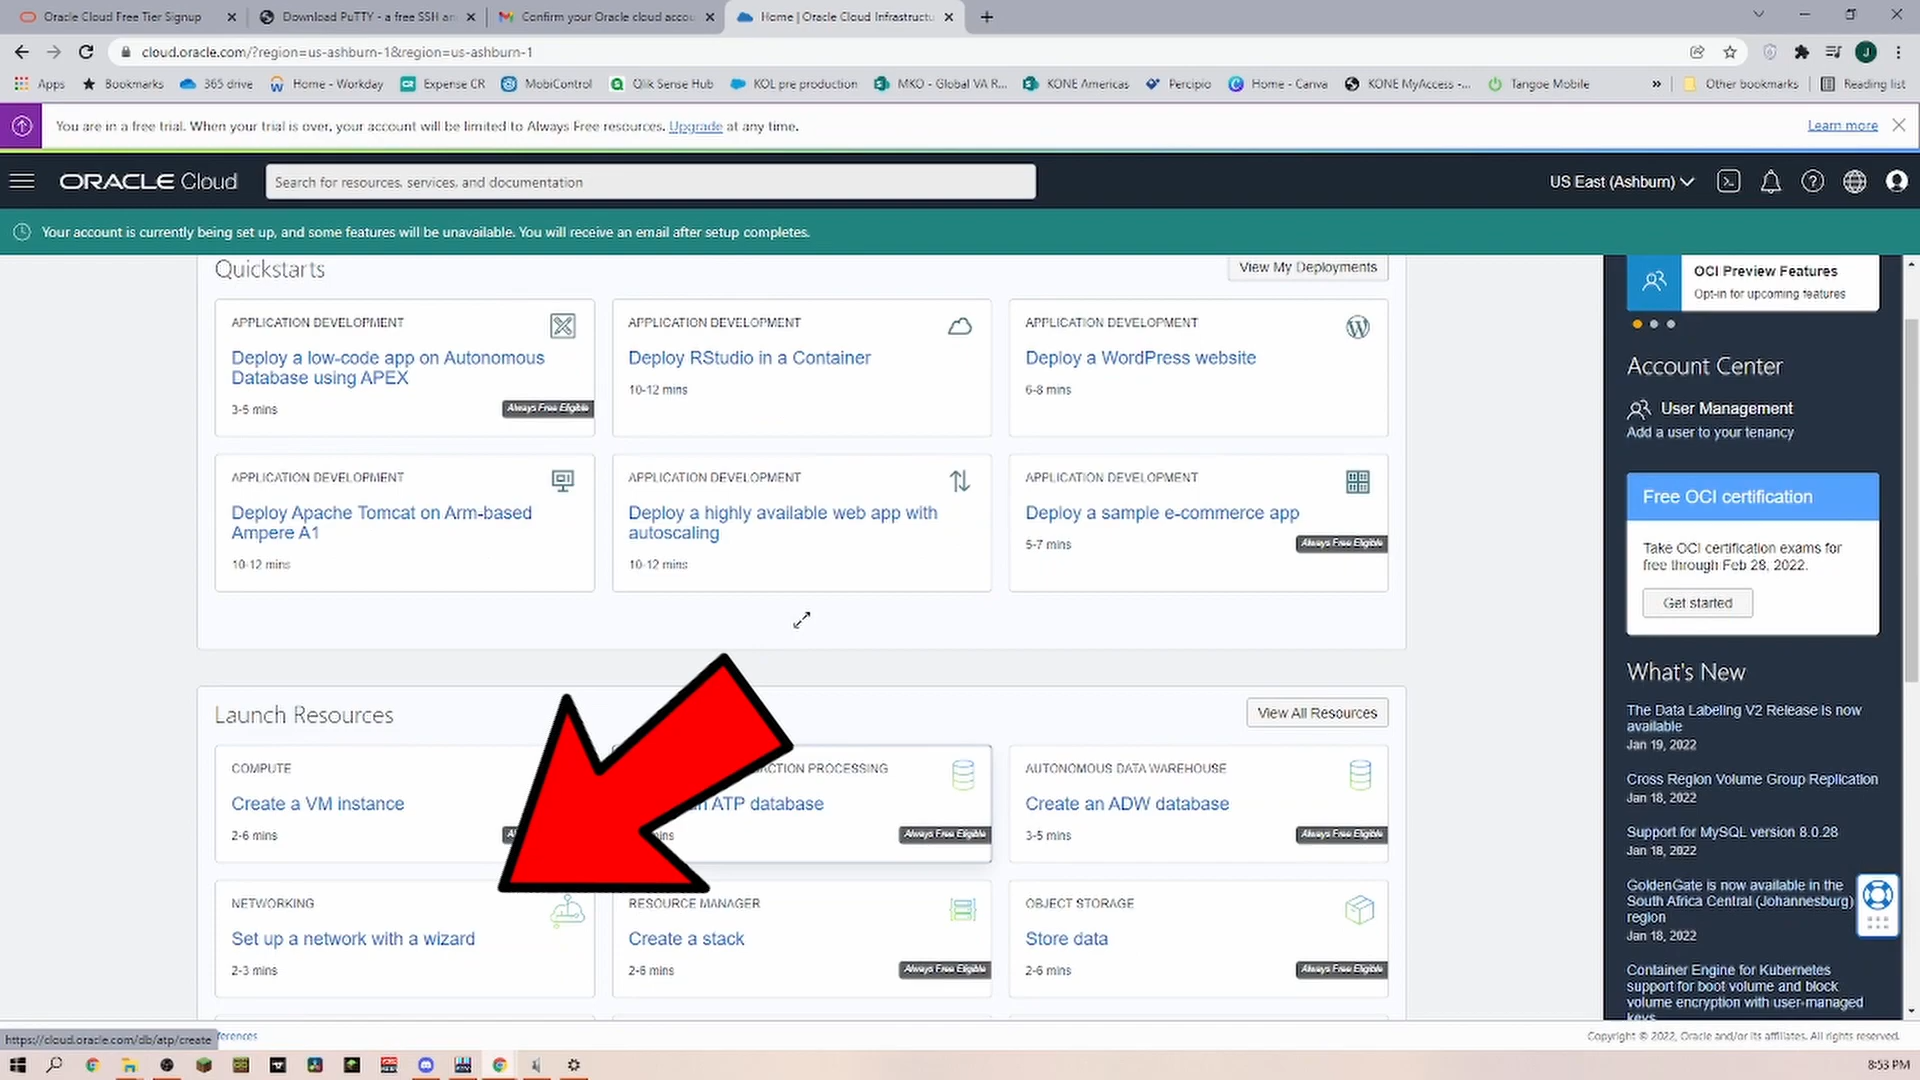 Oracle Cloud Free Tier Signup
Download PuTTY - a free SSH an
Confirm your Oracle cloud accou
Home | Oracle Cloud Infrastructu
cloud.oracle.com/?region=us-ashburn-1&region=us-ashburn-1
J
Apps
Bookmarks
365 drive
Home - Workday
Expense CR
MobiControl
Qlik Sense Hub
KOL pre production
MKO - Global VA R...
KONE Americas
Percipio
Home - Canva
KONE MyAccess -...
Tangoe Mobile
»
Other bookmarks
Reading list
You are in a free trial. When your trial is over, your account will be limited to Always Free resources. Upgrade at any time.
Learn more
ORACLE Cloud
Search for resources, services, and documentation
US East (Ashburn)
Your account is currently being set up, and some features will be unavailable. You will receive an email after setup completes.
Quickstarts
View My Deployments
APPLICATION DEVELOPMENT
Deploy a low-code app on Autonomous
Database using APEX
3-5 mins
Always Free Eligible
APPLICATION DEVELOPMENT
Deploy RStudio in a Container
10-12 mins
APPLICATION DEVELOPMENT
Deploy a WordPress website
6-8 mins
APPLICATION DEVELOPMENT
Deploy Apache Tomcat on Arm-based
Ampere A1
10-12 mins
APPLICATION DEVELOPMENT
Deploy a highly available web app with
autoscaling
10-12 mins
APPLICATION DEVELOPMENT
Deploy a sample e-commerce app
5-7 mins
Always Free Eligible
Launch Resources
View All Resources
COMPUTE
Create a VM instance
2-6 mins
ACTION PROCESSING
ATP database
mins
Always Free Eligible
AUTONOMOUS DATA WAREHOUSE
Create an ADW database
3-5 mins
Always Free Eligible
NETWORKING
Set up a network with a wizard
2-3 mins
RESOURCE MANAGER
Create a stack
2-6 mins
Always Free Eligible
OBJECT STORAGE
Store data
2-6 mins
Always Free Eligible
OCI Preview Features
Opt-in for upcoming features
Account Center
User Management
Add a user to your tenancy
Free OCI certification
Take OCI certification exams for
free through Feb 28, 2022.
Get started
What's New
The Data Labeling V2 Release is now
available
Jan 19, 2022
Cross Region Volume Group Replication
Jan 18, 2022
Support for MySQL version 8.0.28
Jan 18, 2022
GoldenGate is now available in the
South Africa Central (Johannesburg)
region
Jan 18, 2022
Container Engine for Kubernetes
support for boot volume and block
volume encryption with user-managed
keys
https://cloud.oracle.com/db/atp/create
ferences
Copyright © 2022, Oracle and/or its affiliates. All rights reserved.
8:53 PM